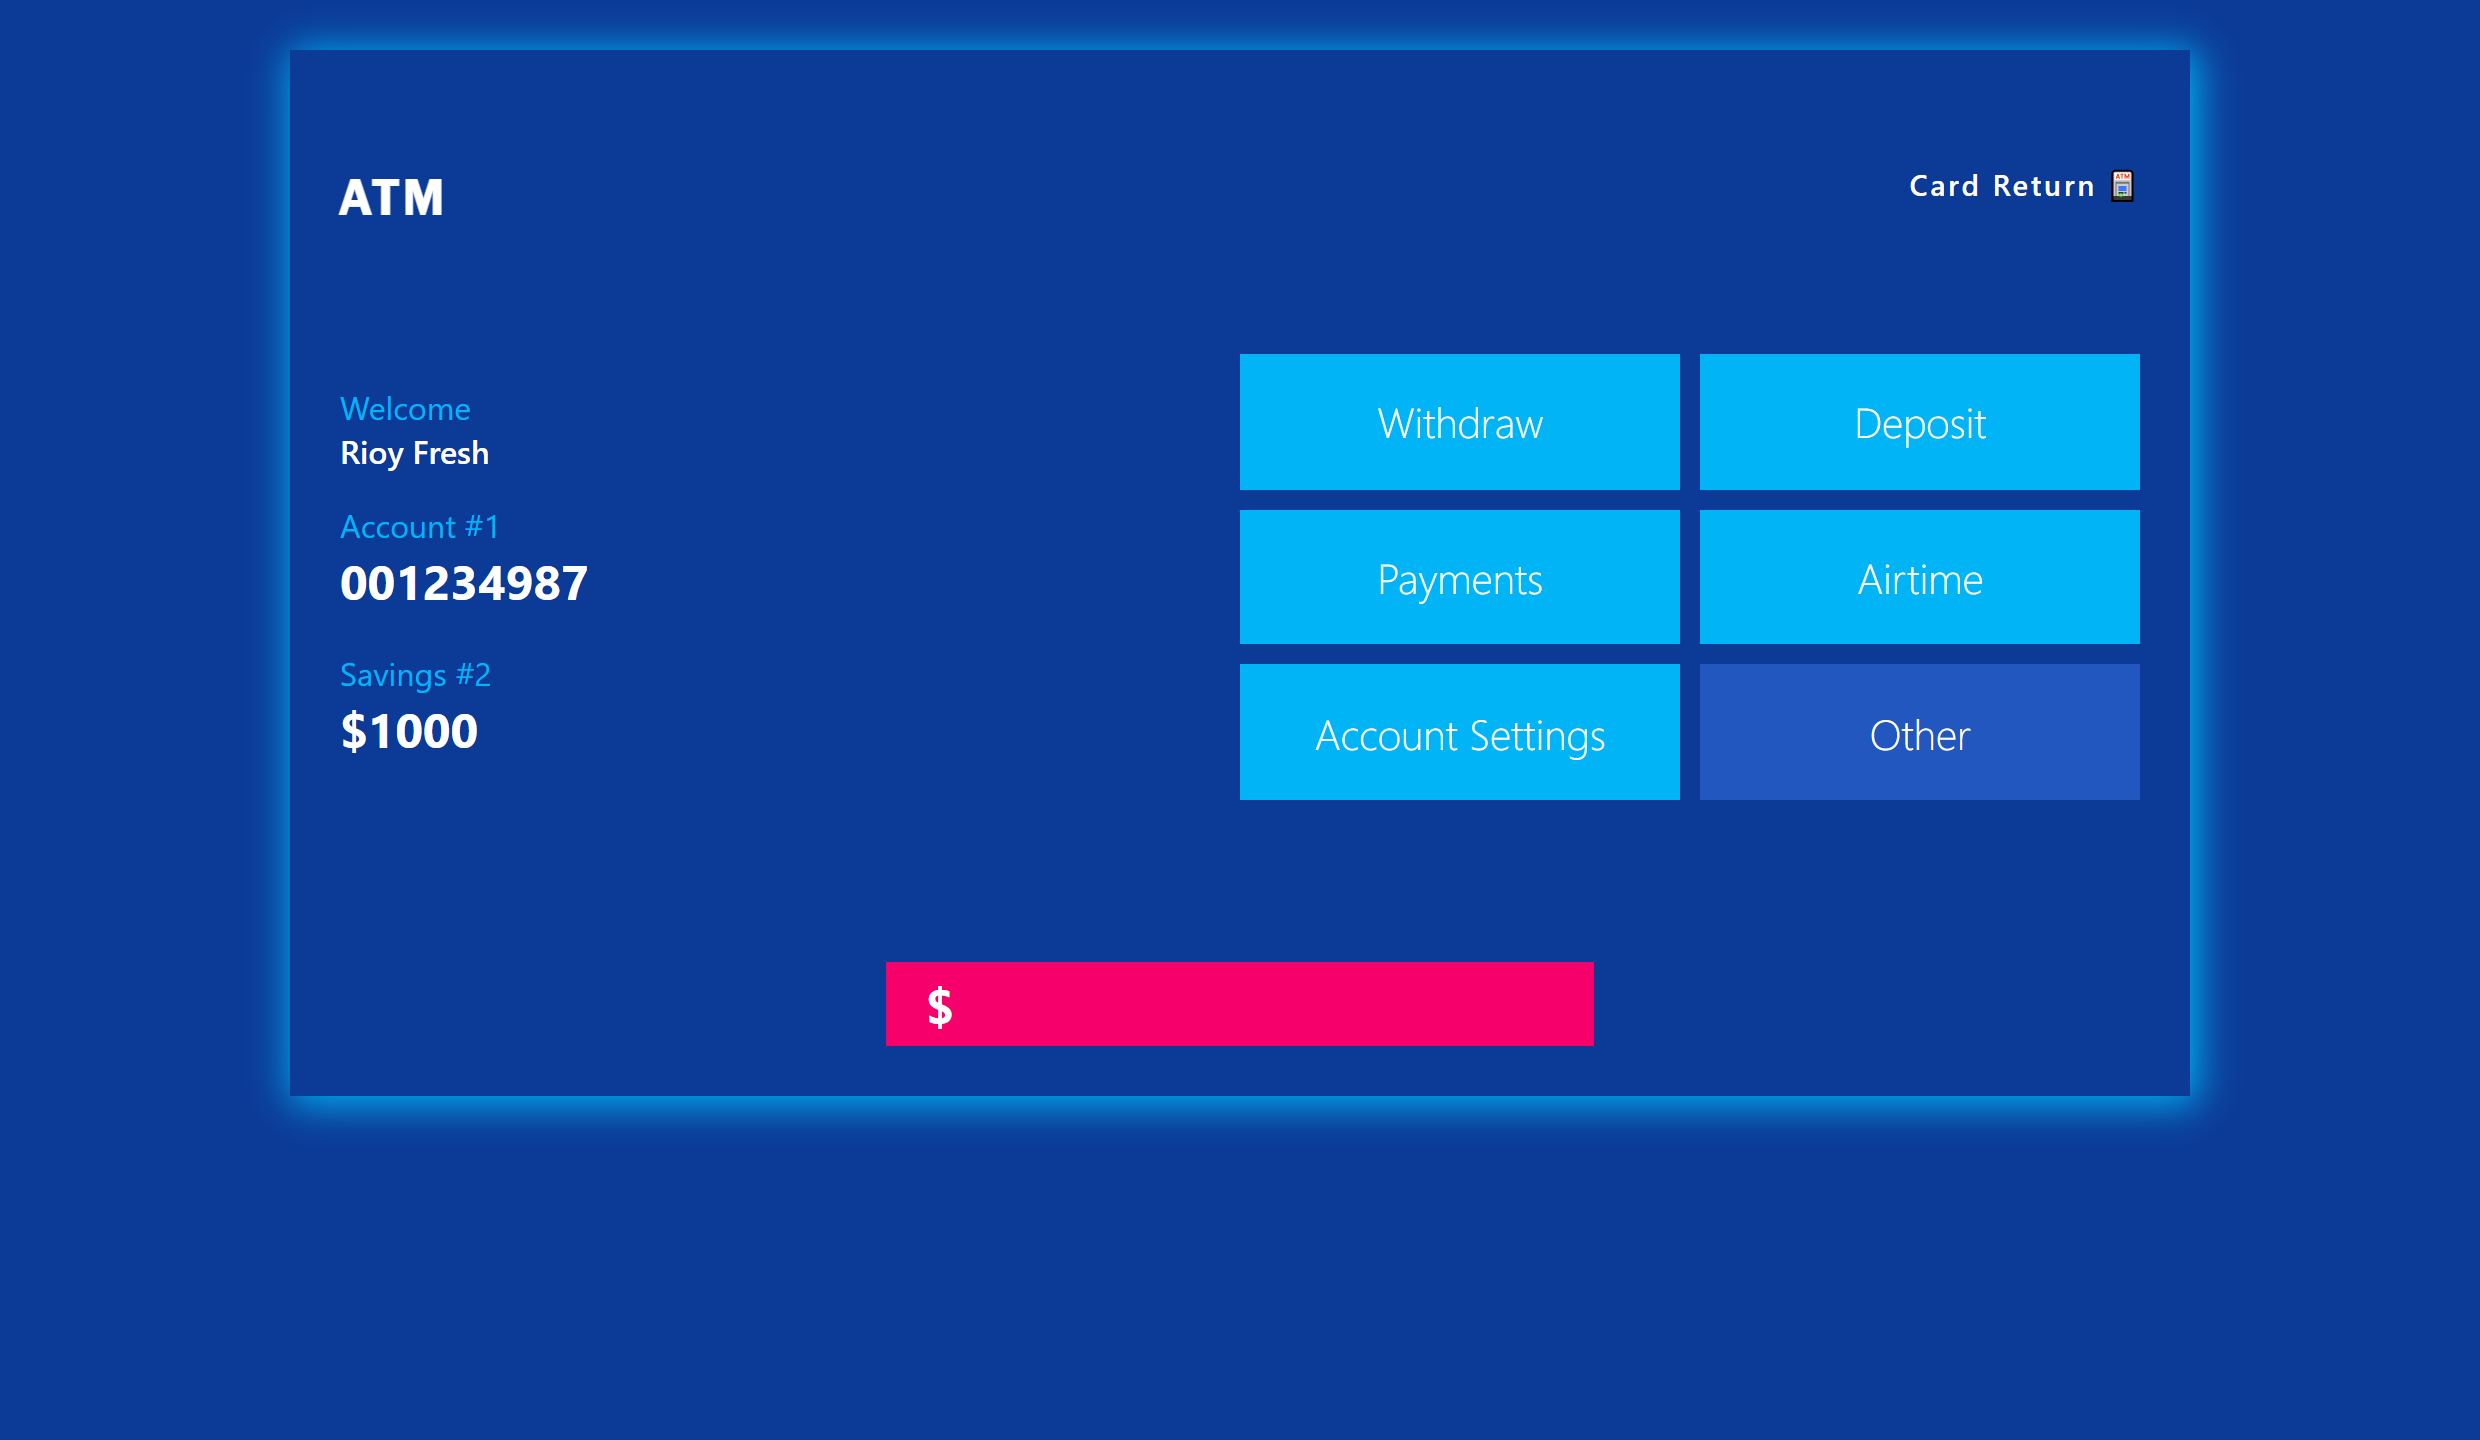 ATM
Card Return
Welcome
Rioy Fresh
Account #1
001234987
Savings #2
$1000
Withdraw
Deposit
Payments
Airtime
Account Settings
Other
$